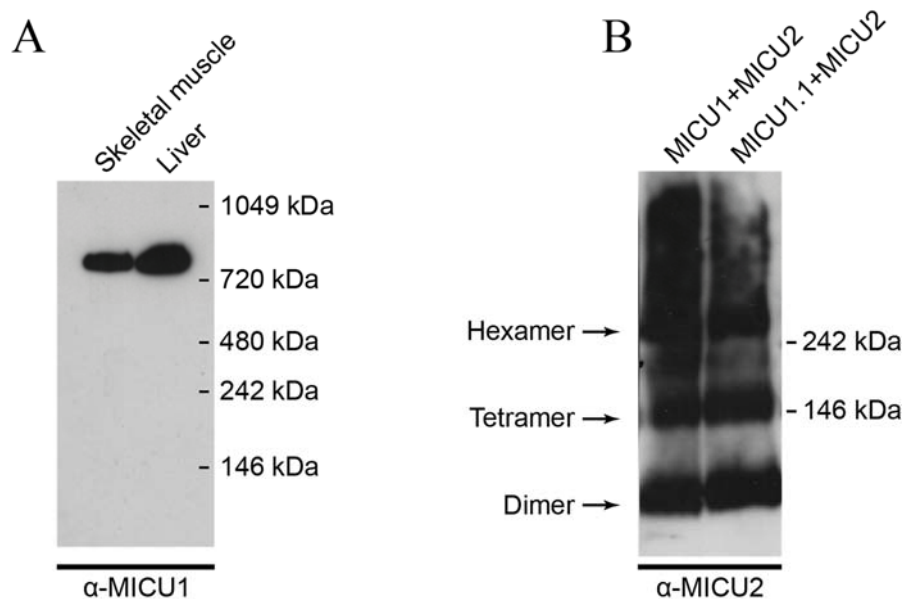 A
Skeletal muscle
Liver
- 1049 kDa
- 720 kDa
- 480 kDa
- 242 kDa
- 146 kDa
α-MICU1
B
MICU1+MICU2
MICU1.1+MICU2
Hexamer →
Tetramer →
Dimer →
- 242 kDa
- 146 kDa
α-MICU2